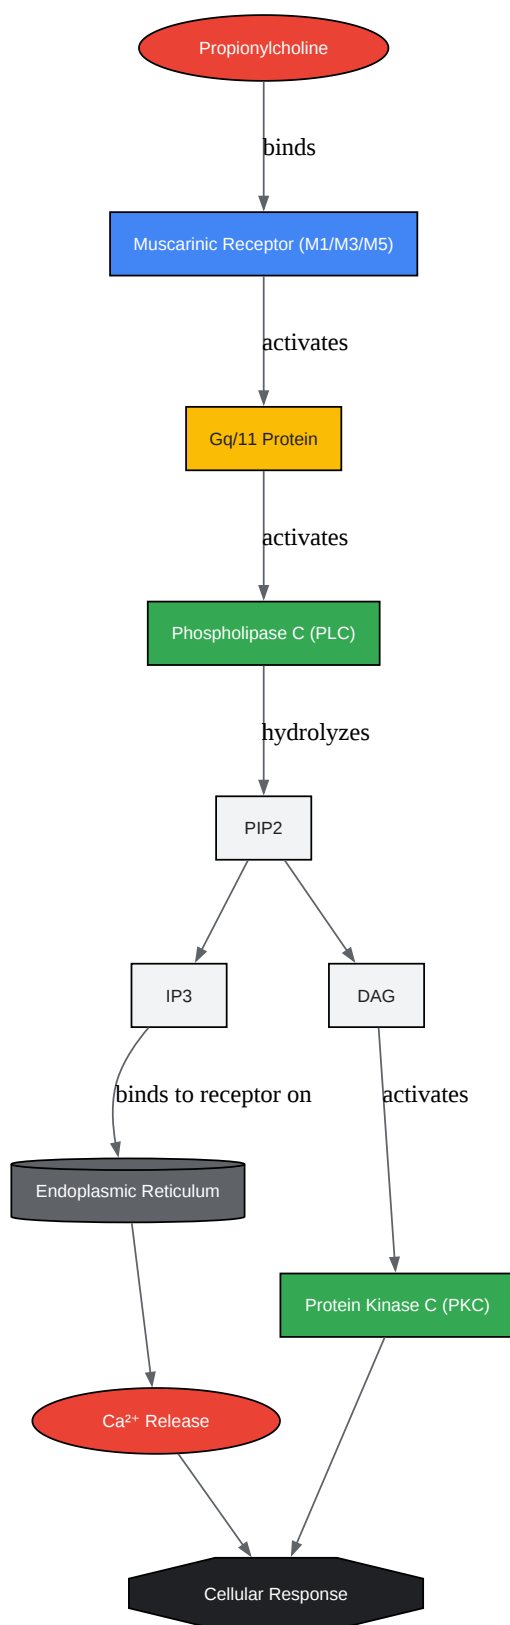 Propionylcholine
binds
Muscarinic Receptor (M1/M3/M5)
activates
Gq/11 Protein
activates
Phospholipase C (PLC)
hydrolyzes
PIP2
IP3
DAG
binds to receptor on
activates
Endoplasmic Reticulum
Protein Kinase C (PKC)
Ca²⁺ Release
Cellular Response